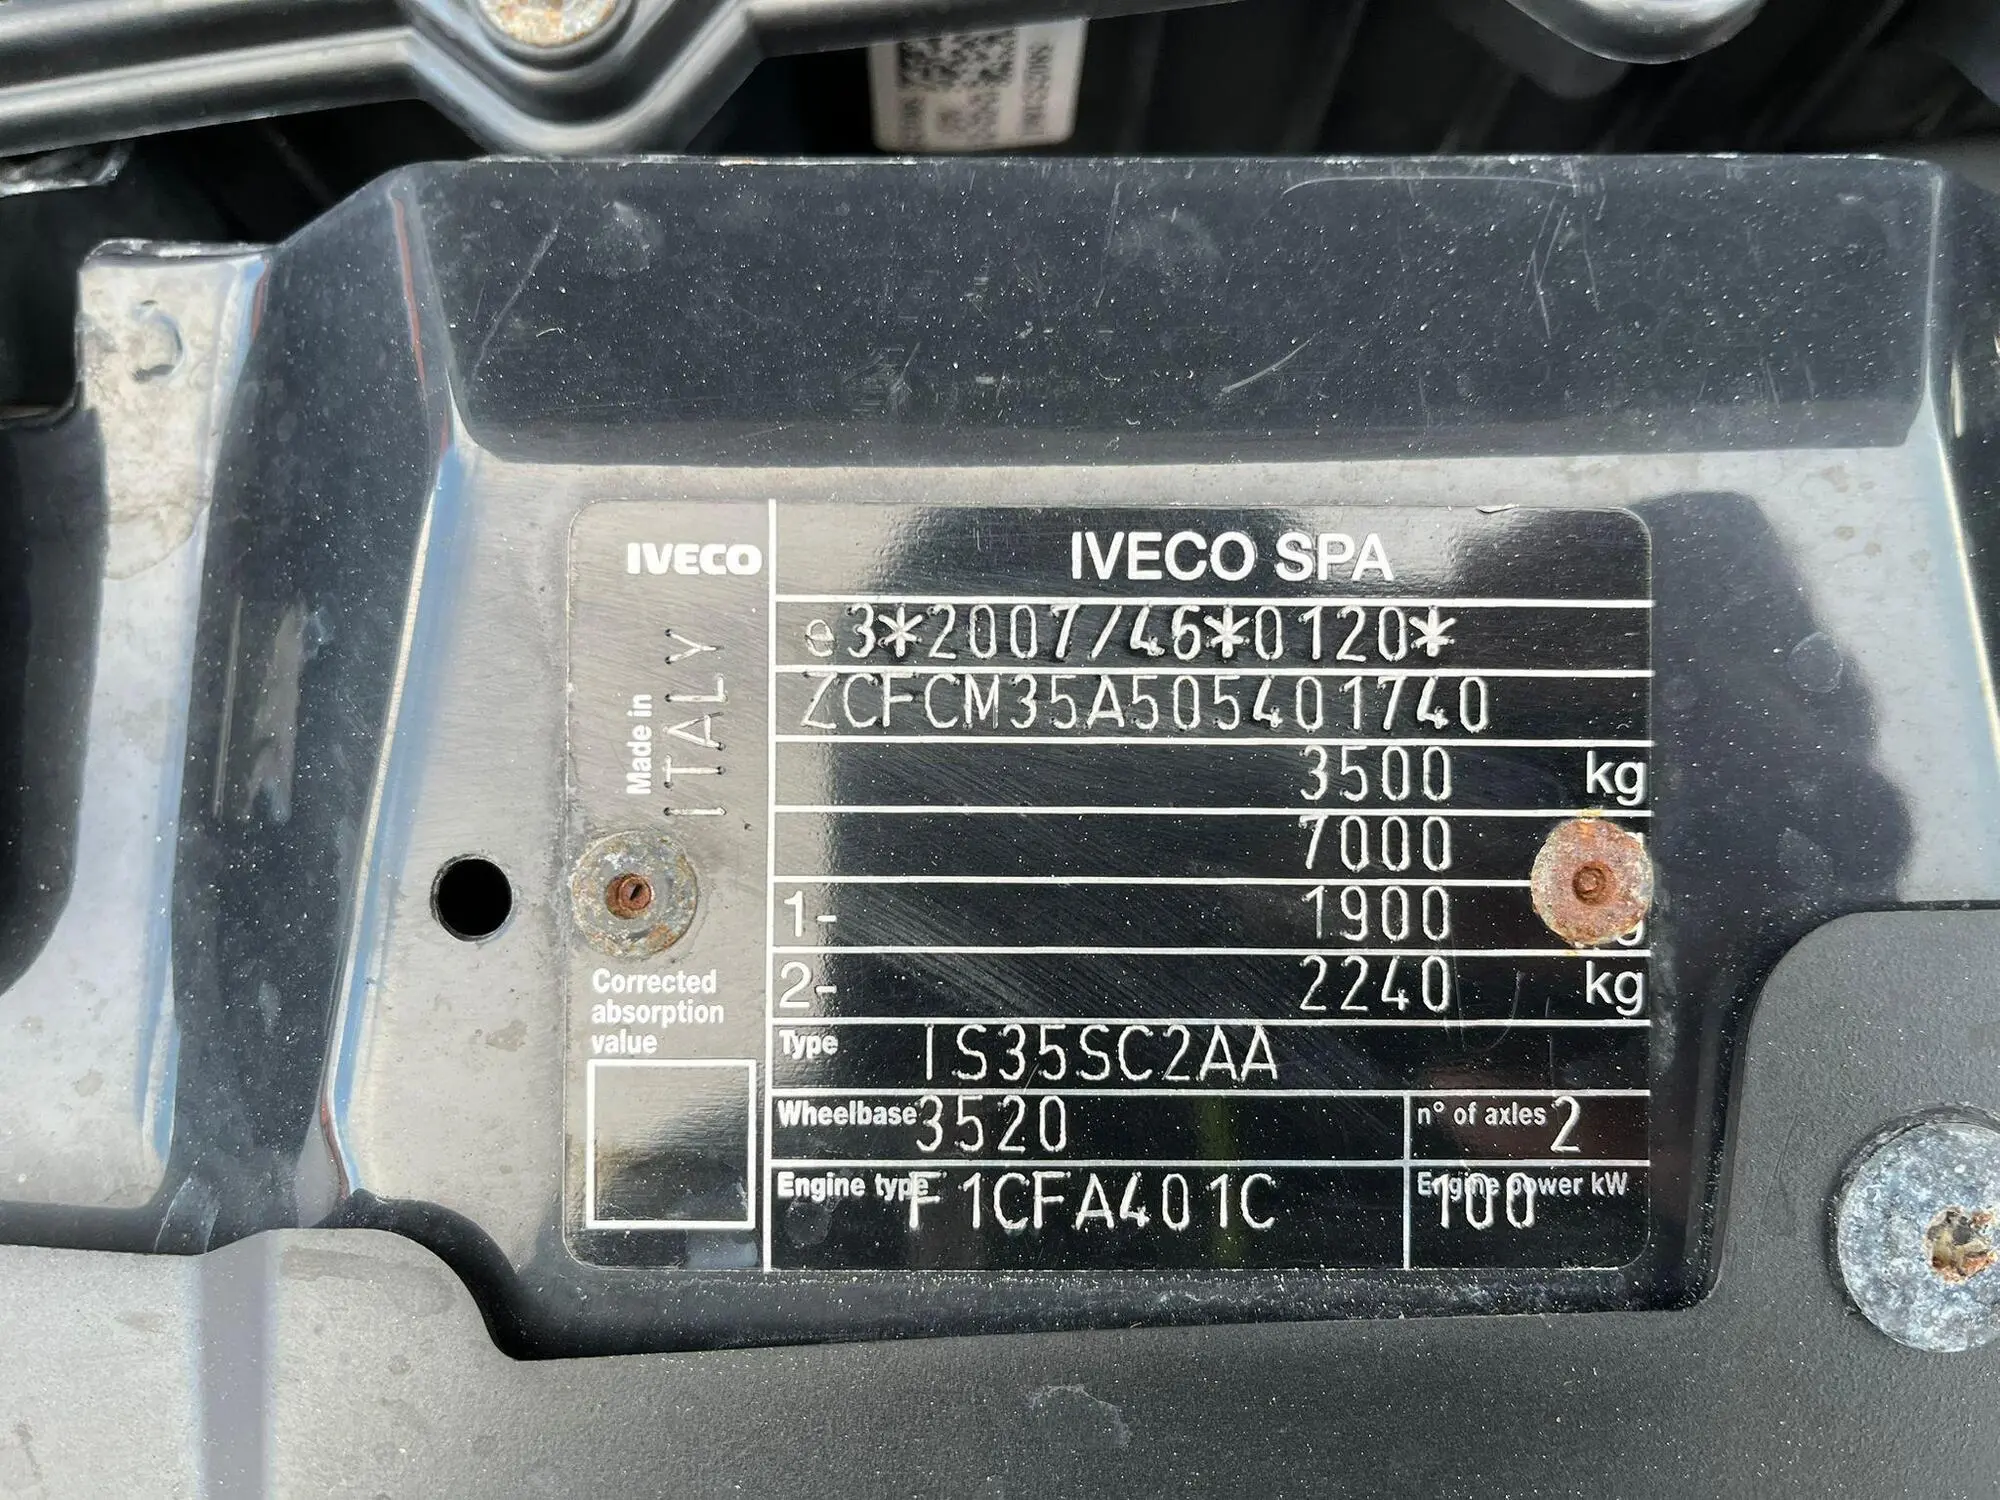 IVECO
Made in
ITALY
Corrected
absorption
value
IVECO SPA
e3*2007/46*0120*
ZCFCM35A505401740
3500 kg
7000
1- 1900
2- 2240 kg
Type IS35SC2AA
Wheelbase 3520 n° of axles 2
Engine type F1CFA401C Engine power kW 100